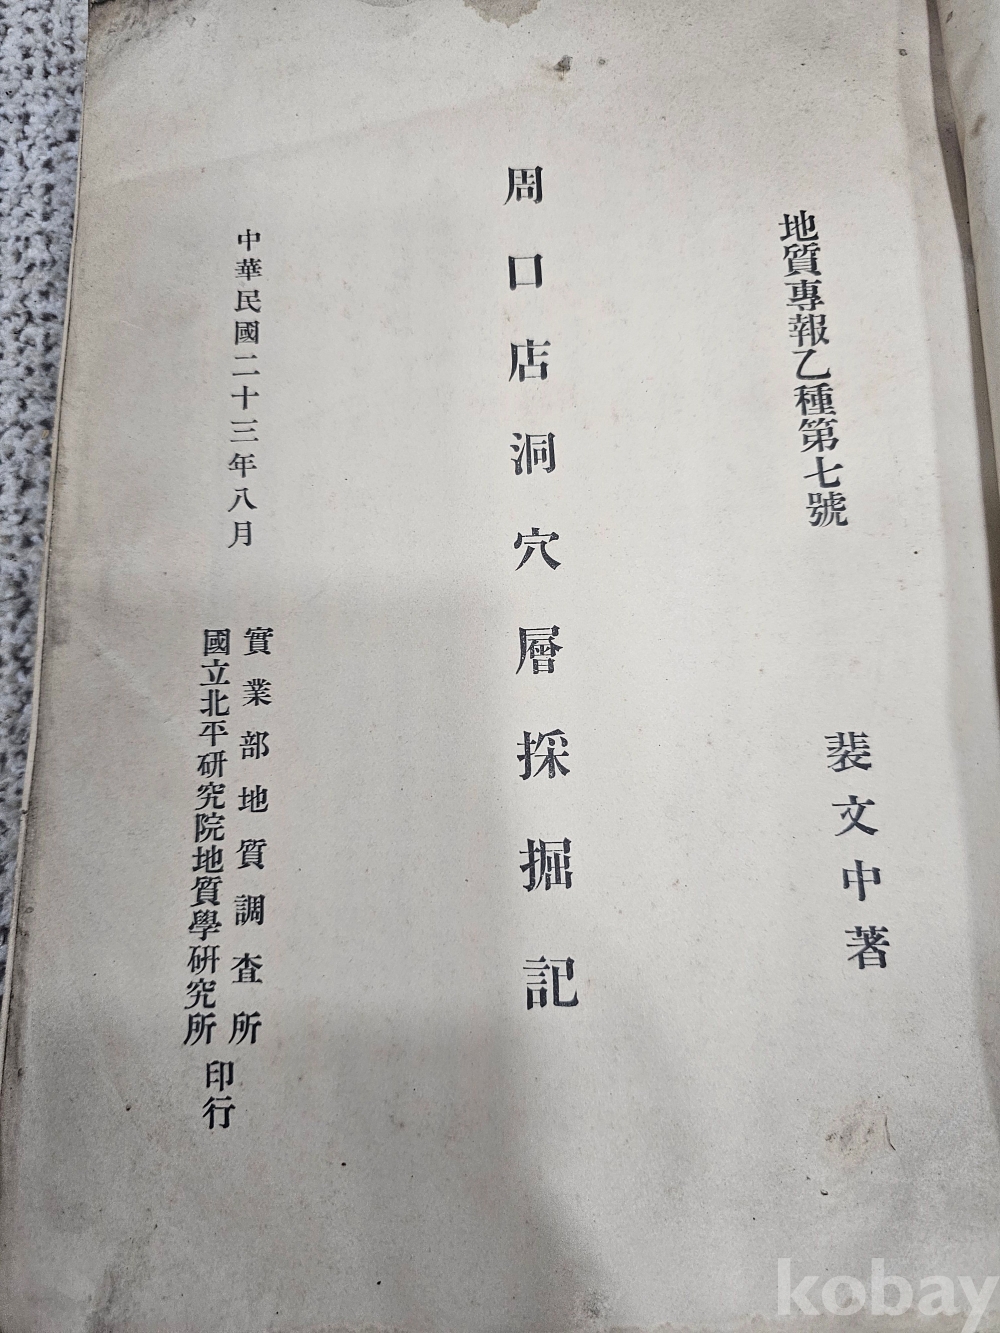 地質專報乙種第七號
裴文中著
周口店洞穴層採掘記
中華民國二十三年八月
實業部地質調查所
國立北平研究院地質學研究所
印行
kobay